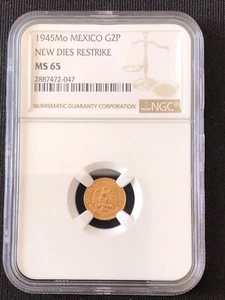 1945Mo MEXICO G2P
NEW DIES RESTRIKE
MS 65
2887472-047
NUMISMATIC GUARANTY CORPORATION
NGC